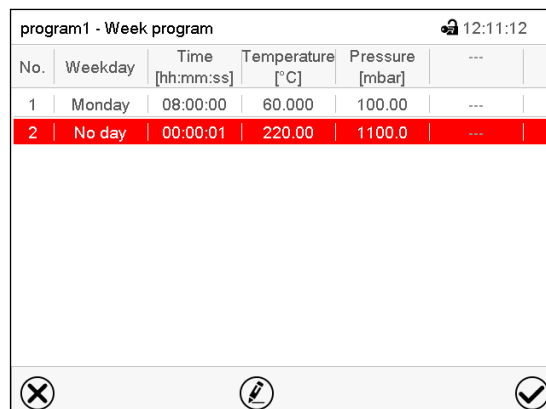 program1 - Week program 12:11:12
No. Weekday Time [hh:mm:ss] Temperature [°C] Pressure [mbar] ---
1 Monday 08:00:00 60.000 100.00 ---
2 No day 00:00:01 220.00 1100.0 ---